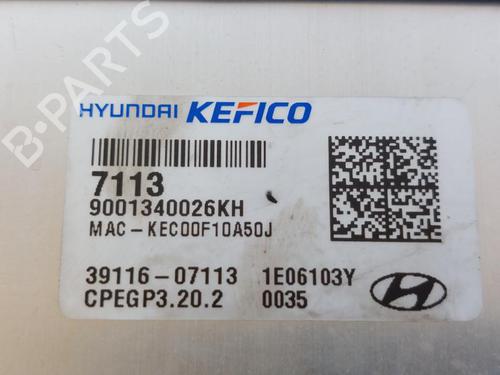 B-PARTS
HYUNDAI KEFICO
7113
9001340026KH
MAC-KEC00F10A50J
39116-07113 1E06103Y
CPEGP3.20.2 0035